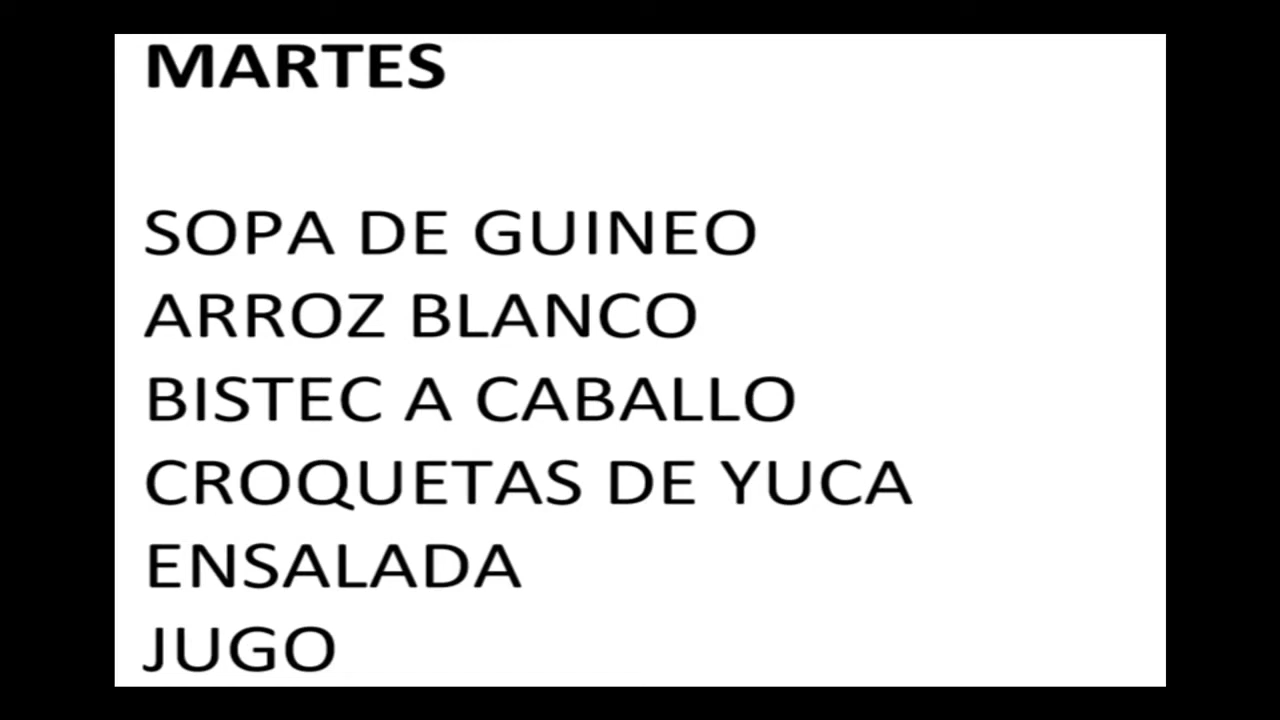 MARTES
SOPA DE GUINEO
ARROZ BLANCO
BISTEC A CABALLO
CROQUETAS DE YUCA
ENSALADA
JUGO